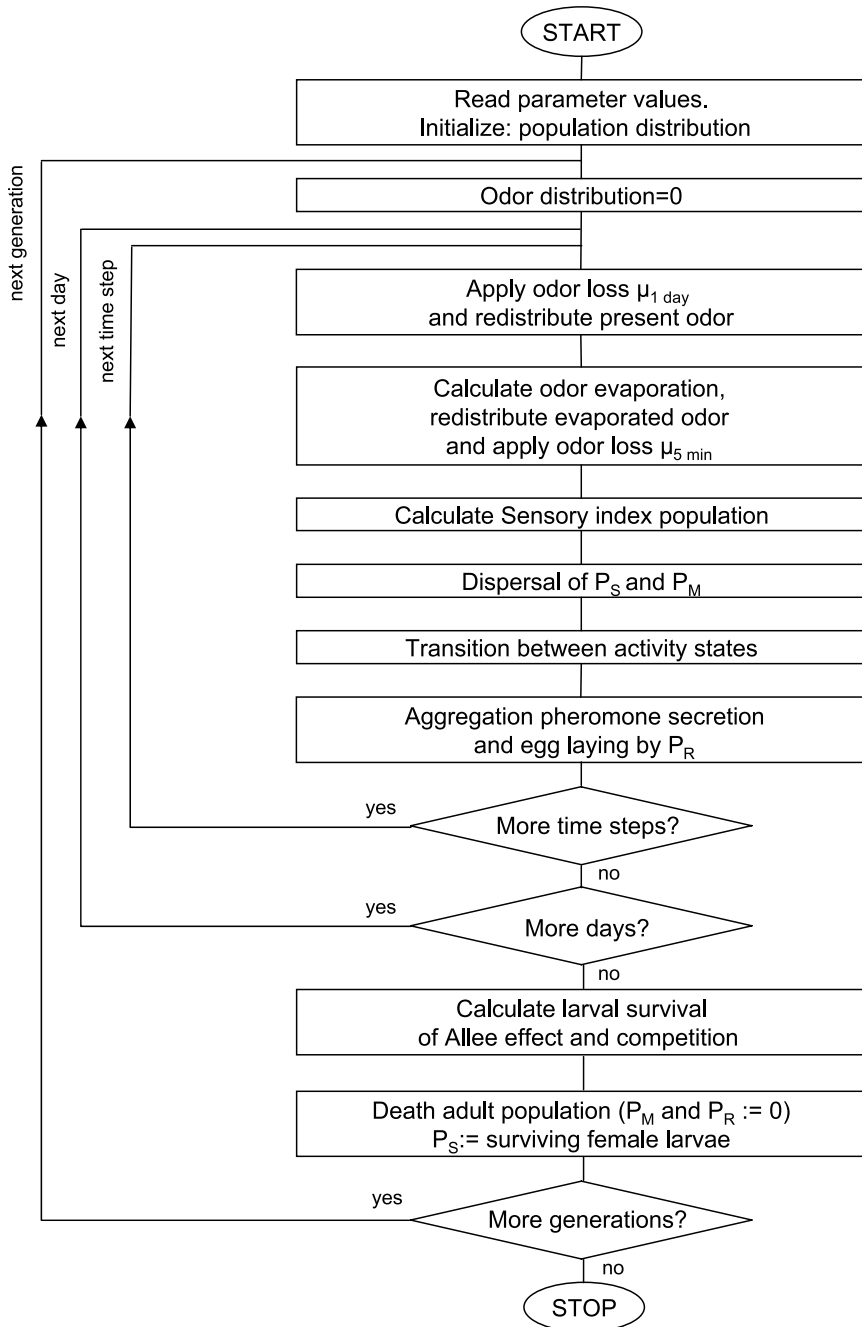 START
Read parameter values.
Initialize: population distribution
next generation
Odor distribution=0
next day
next time step
Apply odor loss μ1 day
and redistribute present odor
Calculate odor evaporation,
redistribute evaporated odor
and apply odor loss μ5 min
Calculate Sensory index population
Dispersal of PS and PM
Transition between activity states
Aggregation pheromone secretion
and egg laying by PR
yes
More time steps?
no
yes
More days?
no
Calculate larval survival
of Allee effect and competition
Death adult population (PM and PR := 0)
PS:= surviving female larvae
yes
More generations?
no
STOP